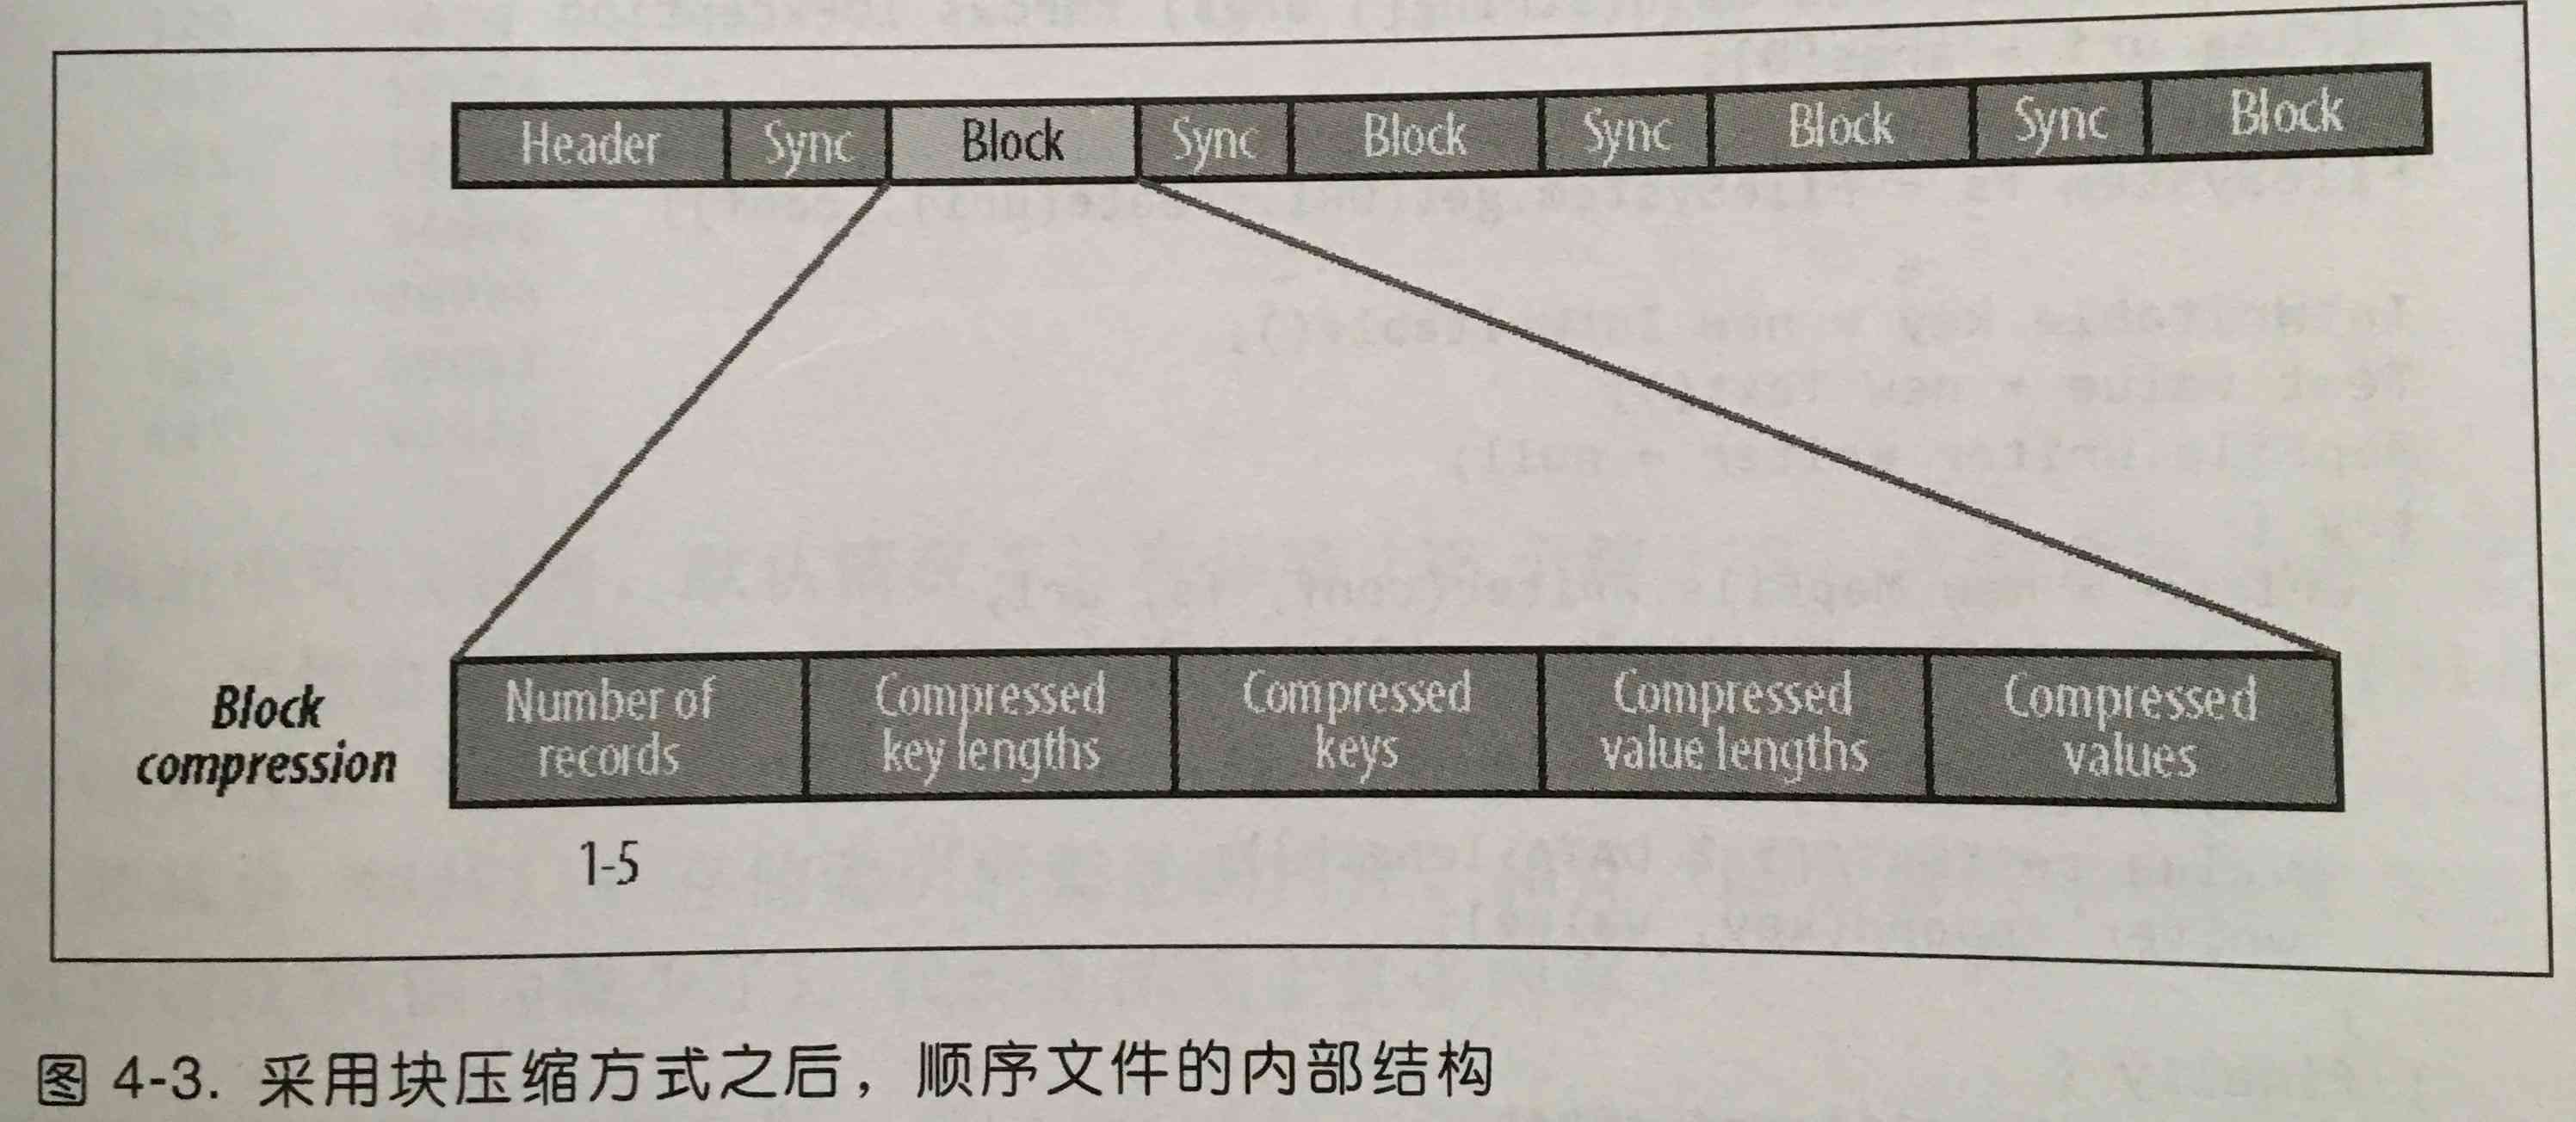 Header Sync Block Sync Block Sync Block Sync Block
Block
compression
Number of
records
Compressed
key lengths
Compressed
keys
Compressed
value lengths
Compressed
values
1-5
图 4-3. 采用块压缩方式之后，顺序文件的内部结构